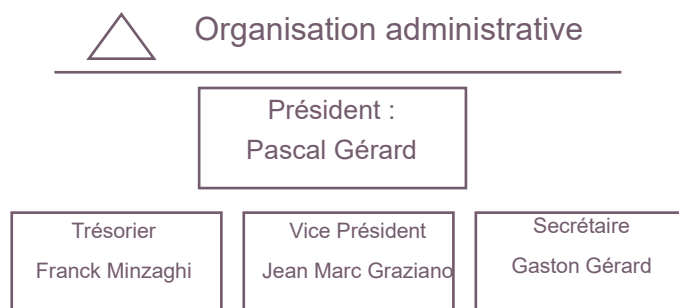 Organisation administrative
Président :
Pascal Gérard
Trésorier
Franck Minzaghi
Vice Président
Jean Marc Graziano
Secrétaire
Gaston Gérard